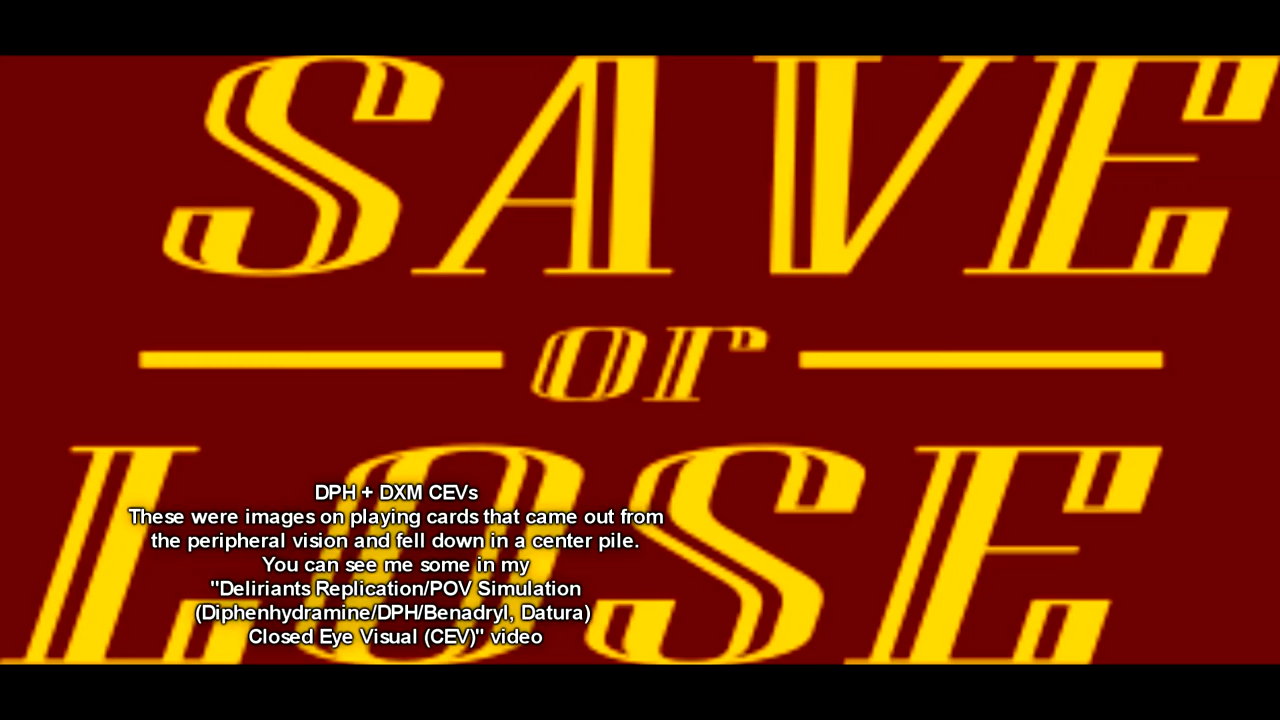 SAVE
or
LOSE
DPH + DXM CEVs
These were images on playing cards that came out from
the peripheral vision and fell down in a center pile.
You can see me some in my
"Deliriants Replication/POV Simulation
(Diphenhydramine/DPH/Benadryl, Datura)
Closed Eye Visual (CEV)" video